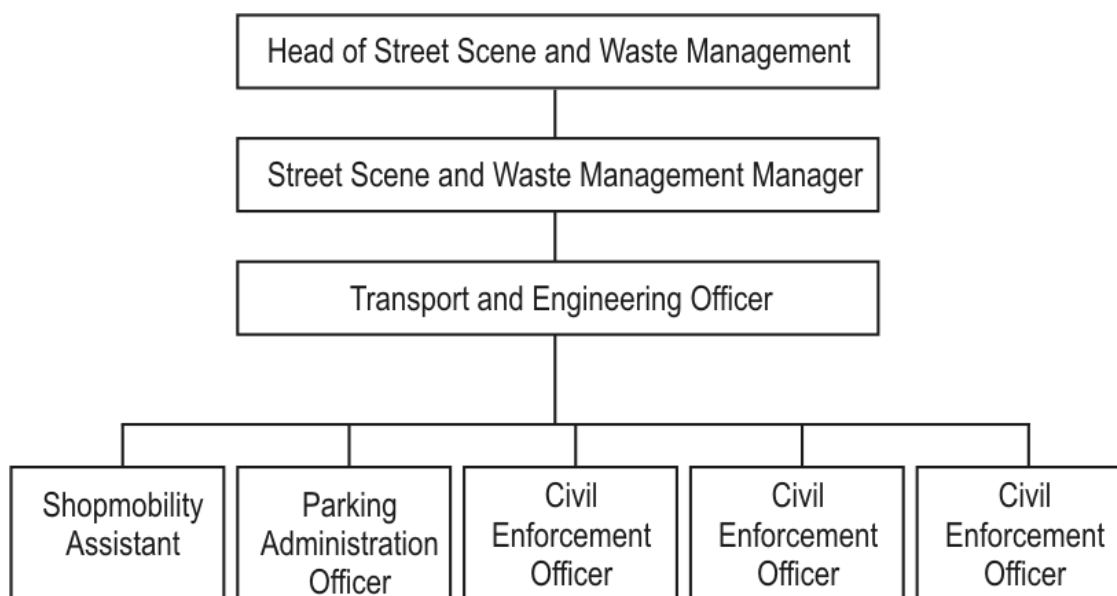 Head of Street Scene and Waste Management
Street Scene and Waste Management Manager
Transport and Engineering Officer
Shopmobility
Assistant
Parking
Administration
Officer
Civil
Enforcement
Officer
Civil
Enforcement
Officer
Civil
Enforcement
Officer